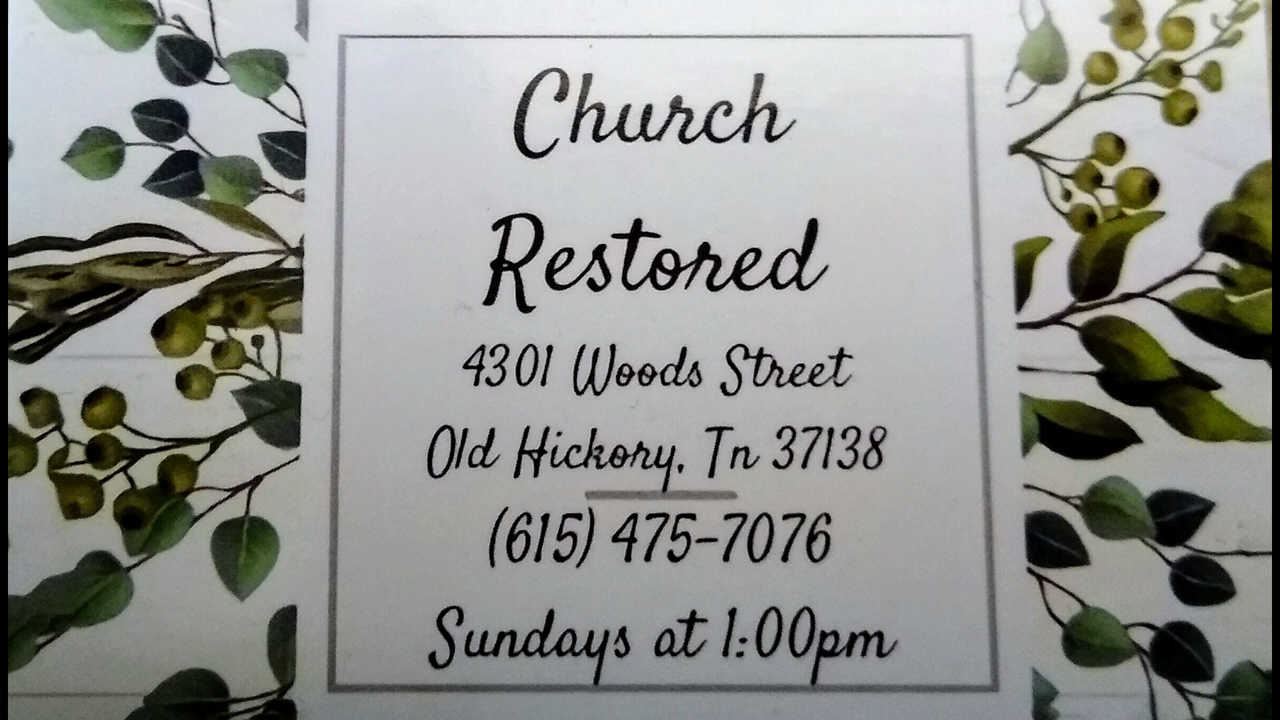 Church
Restored
4301 Woods Street
Old Hickory, Tn 37138
(615) 475-7076
Sundays at 1:00pm